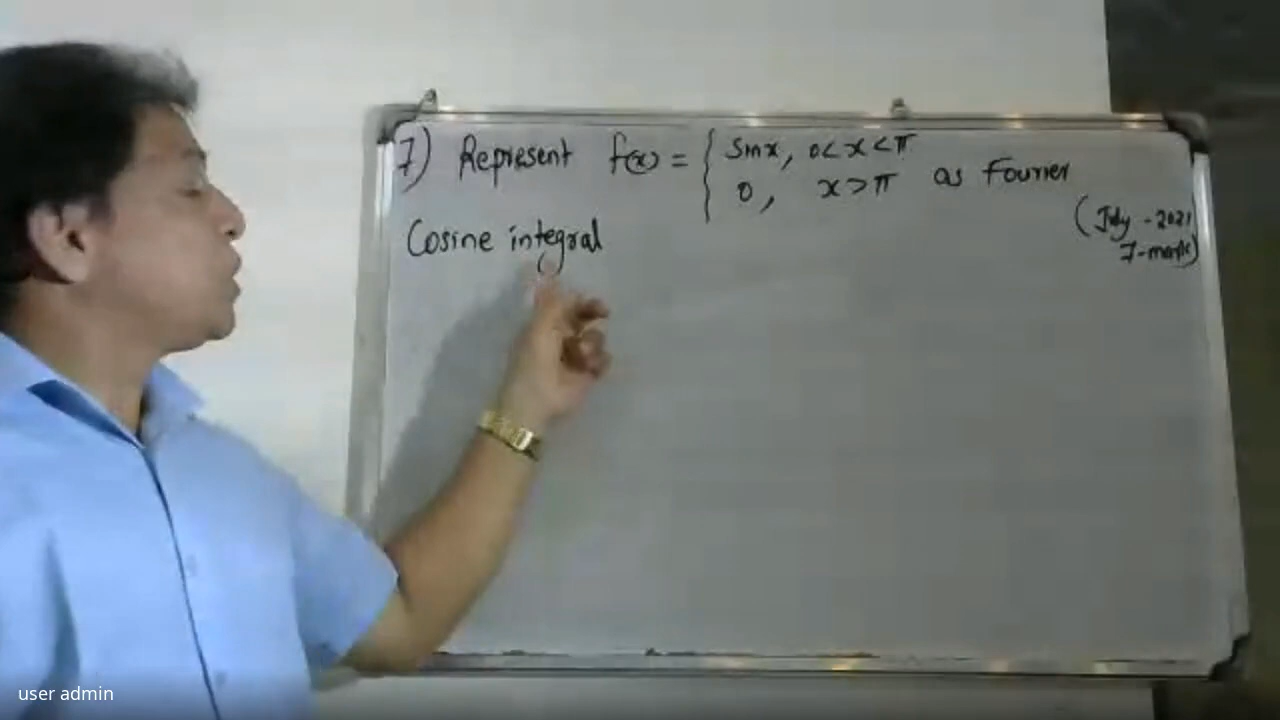 7) Represent f(x) = { sinx, 0<x<π
0, x>π as Fourier
Cosine integral
(July - 2021
7-marks)
user admin